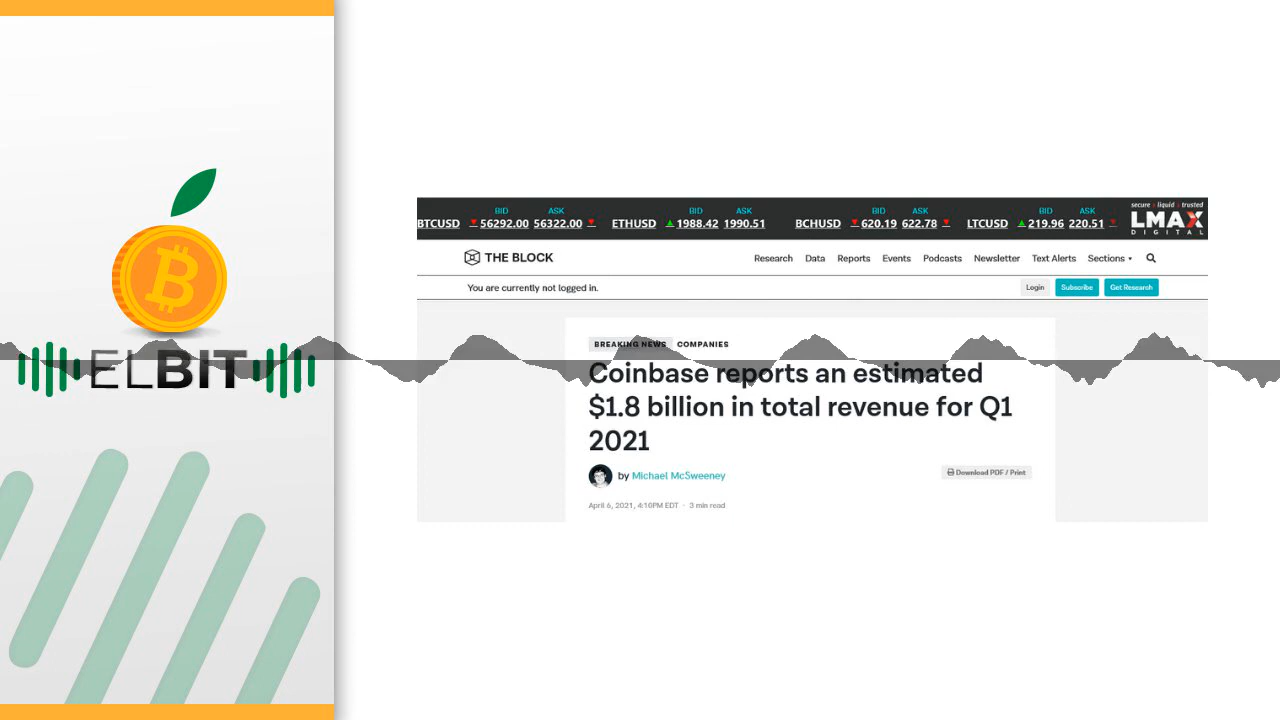 ELBIT
BID ASK BID ASK BID ASK BID ASK
BTCUSD 56292.00 56322.00 ETHUSD 1988.42 1990.51 BCHUSD 620.19 622.78 LTCUSD 219.96 220.51
secure liquid trusted
LMAX
DIGITAL
THE BLOCK
Research Data Reports Events Podcasts Newsletter Text Alerts Sections
You are currently not logged in.
Login Subscribe Get Research
BREAKING NEWS COMPANIES
Coinbase reports an estimated
$1.8 billion in total revenue for Q1
2021
by Michael McSweeney
Download PDF / Print
April 6, 2021, 4:16PM EDT · 3 min read